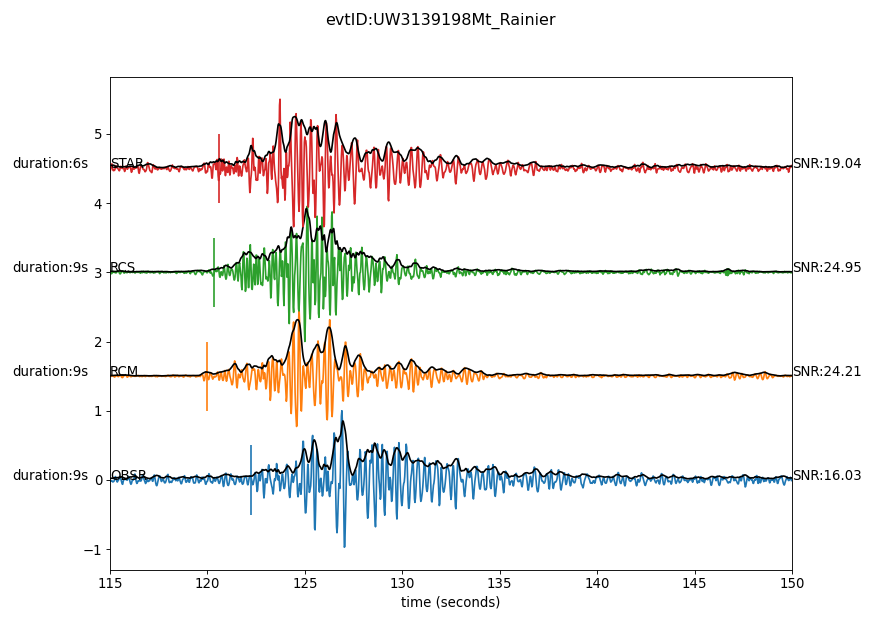 evtID:UW3139198Mt_Rainier
5
duration:6s STAR SNR:19.04
4
duration:9s RCS SNR:24.95
3
2
duration:9s RCM SNR:24.21
1
duration:9s OBSR SNR:16.03
0
−1
115 120 125 130 135 140 145 150
time (seconds)